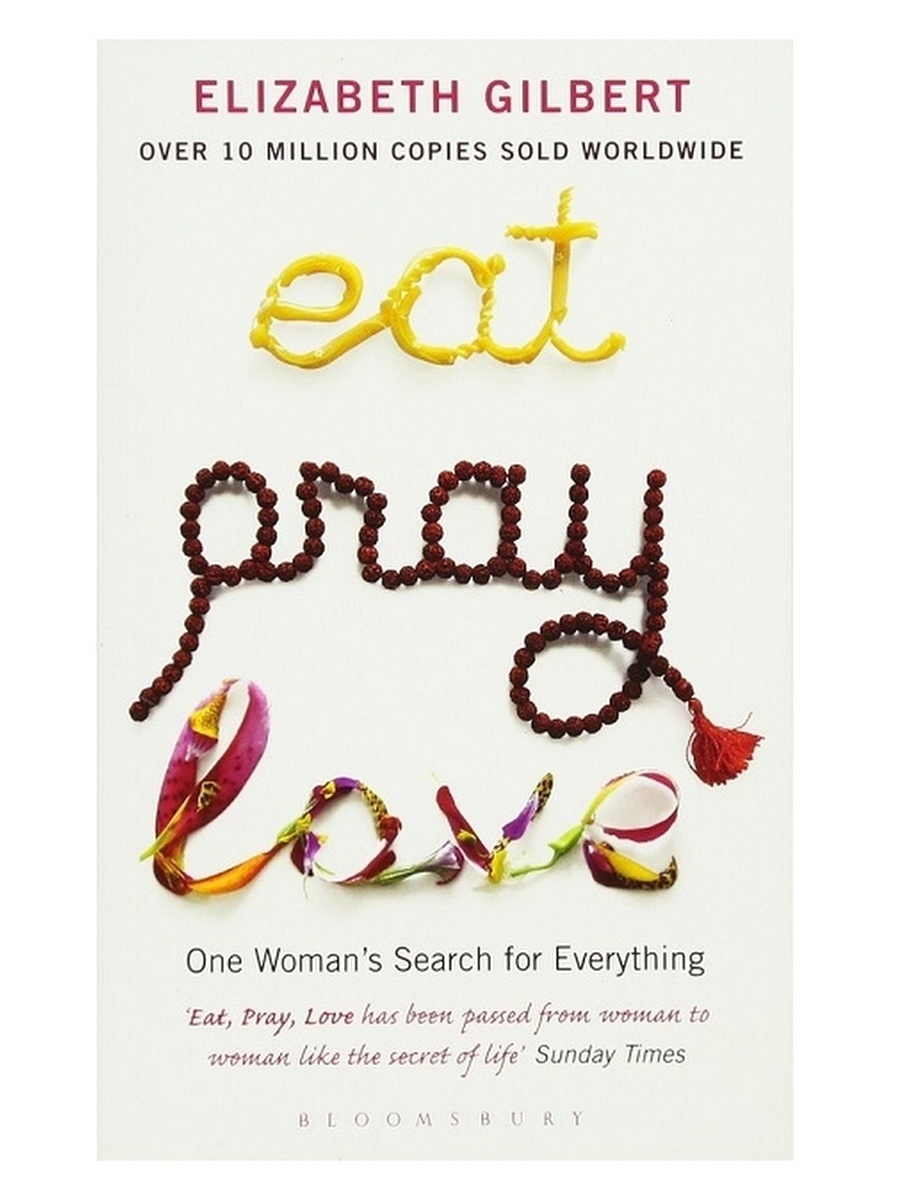 ELIZABETH GILBERT
OVER 10 MILLION COPIES SOLD WORLDWIDE
eat
pray
love
One Woman's Search for Everything
'Eat, Pray, Love has been passed from woman to
woman like the secret of life' Sunday Times
BLOOMSBURY